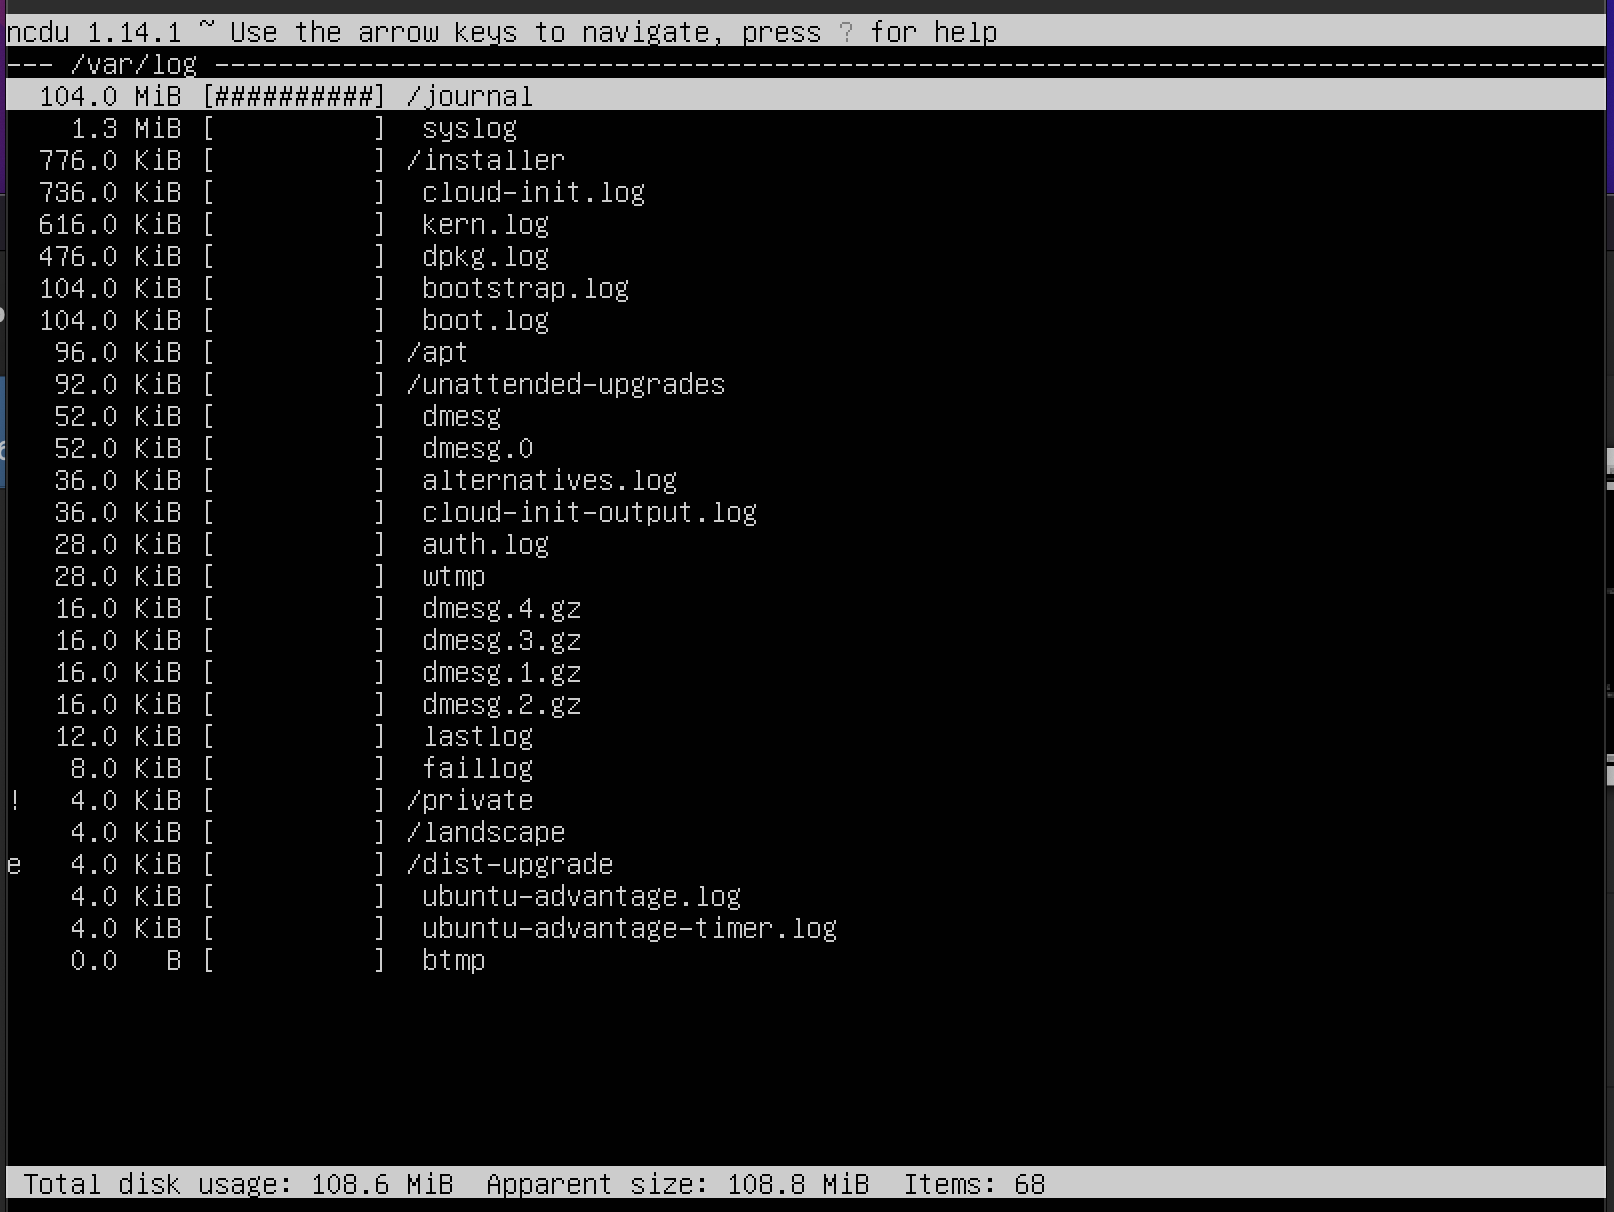 ncdu 1.14.1 ~ Use the arrow keys to navigate, press ? for help
--- /var/log ---------------------------------------------------------------------------------------
  104.0 MiB [##########] /journal
    1.3 MiB [          ]  syslog
  776.0 KiB [          ] /installer
  736.0 KiB [          ]  cloud-init.log
  616.0 KiB [          ]  kern.log
  476.0 KiB [          ]  dpkg.log
  104.0 KiB [          ]  bootstrap.log
  104.0 KiB [          ]  boot.log
   96.0 KiB [          ] /apt
   92.0 KiB [          ] /unattended-upgrades
   52.0 KiB [          ]  dmesg
   52.0 KiB [          ]  dmesg.0
   36.0 KiB [          ]  alternatives.log
   36.0 KiB [          ]  cloud-init-output.log
   28.0 KiB [          ]  auth.log
   28.0 KiB [          ]  wtmp
   16.0 KiB [          ]  dmesg.4.gz
   16.0 KiB [          ]  dmesg.3.gz
   16.0 KiB [          ]  dmesg.1.gz
   16.0 KiB [          ]  dmesg.2.gz
   12.0 KiB [          ]  lastlog
    8.0 KiB [          ]  faillog
!   4.0 KiB [          ] /private
    4.0 KiB [          ] /landscape
e   4.0 KiB [          ] /dist-upgrade
    4.0 KiB [          ]  ubuntu-advantage.log
    4.0 KiB [          ]  ubuntu-advantage-timer.log
    0.0   B [          ]  btmp
Total disk usage: 108.6 MiB  Apparent size: 108.8 MiB  Items: 68